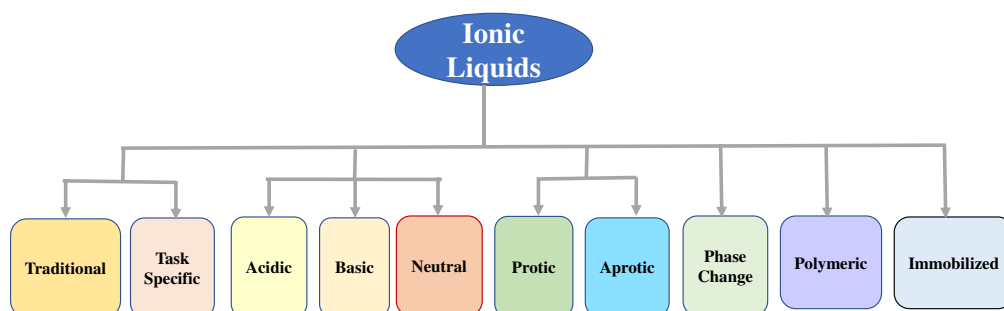 Ionic
Liquids
Traditional
Task
Specific
Acidic
Basic
Neutral
Protic
Aprotic
Phase
Change
Polymeric
Immobilized